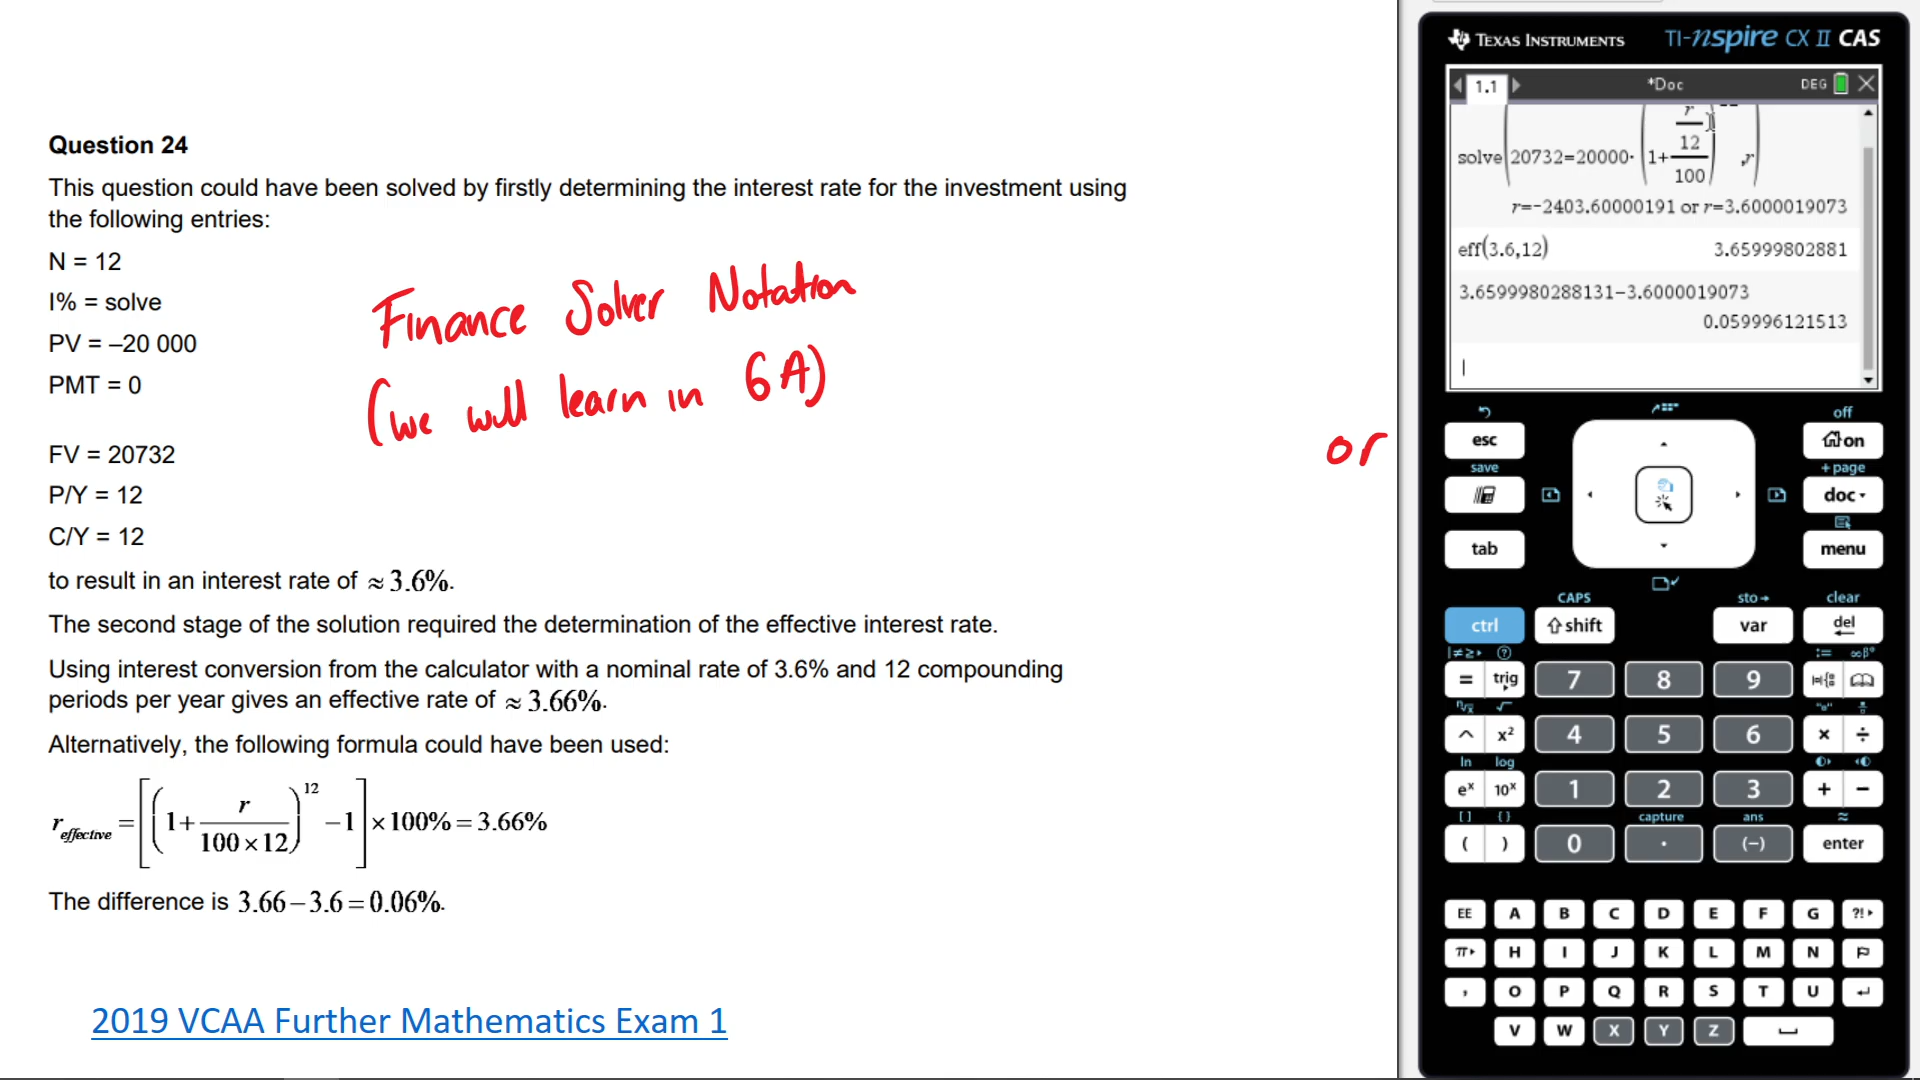 Question 24
This question could have been solved by firstly determining the interest rate for the investment using
the following entries:
N = 12
I% = solve
PV = –20 000
PMT = 0
Finance Solver Notation
(we will learn in 6A)
FV = 20732
P/Y = 12
C/Y = 12
or
to result in an interest rate of ≈ 3.6%.
The second stage of the solution required the determination of the effective interest rate.
Using interest conversion from the calculator with a nominal rate of 3.6% and 12 compounding
periods per year gives an effective rate of ≈ 3.66%.
Alternatively, the following formula could have been used:
r_effective = [(1 + r/(100 × 12))^12 − 1] × 100% = 3.66%
The difference is 3.66 − 3.6 = 0.06%.
2019 VCAA Further Mathematics Exam 1
TEXAS INSTRUMENTS TI-nspire CX II CAS
1.1 *Doc DEG
solve(20732=20000·(1+(r/12)/100) ,r)
r=-2403.60000191 or r=3.6000019073
eff(3.6,12) 3.65999802881
3.6599980288131−3.6000019073
0.059996121513
off
esc on
save + page
doc
tab menu
CAPS sto→ clear
ctrl shift var del
|≠≥▸ ? := ∞β°
= trig 7 8 9
ⁿ√x √
^ x² 4 5 6 × ÷
ln log
eˣ 10ˣ 1 2 3 + −
[ ] { } capture ans ≈
( ) 0 . (−) enter
EE A B C D E F G ?!▸
π▸ H I J K L M N
, O P Q R S T U ↵
V W X Y Z